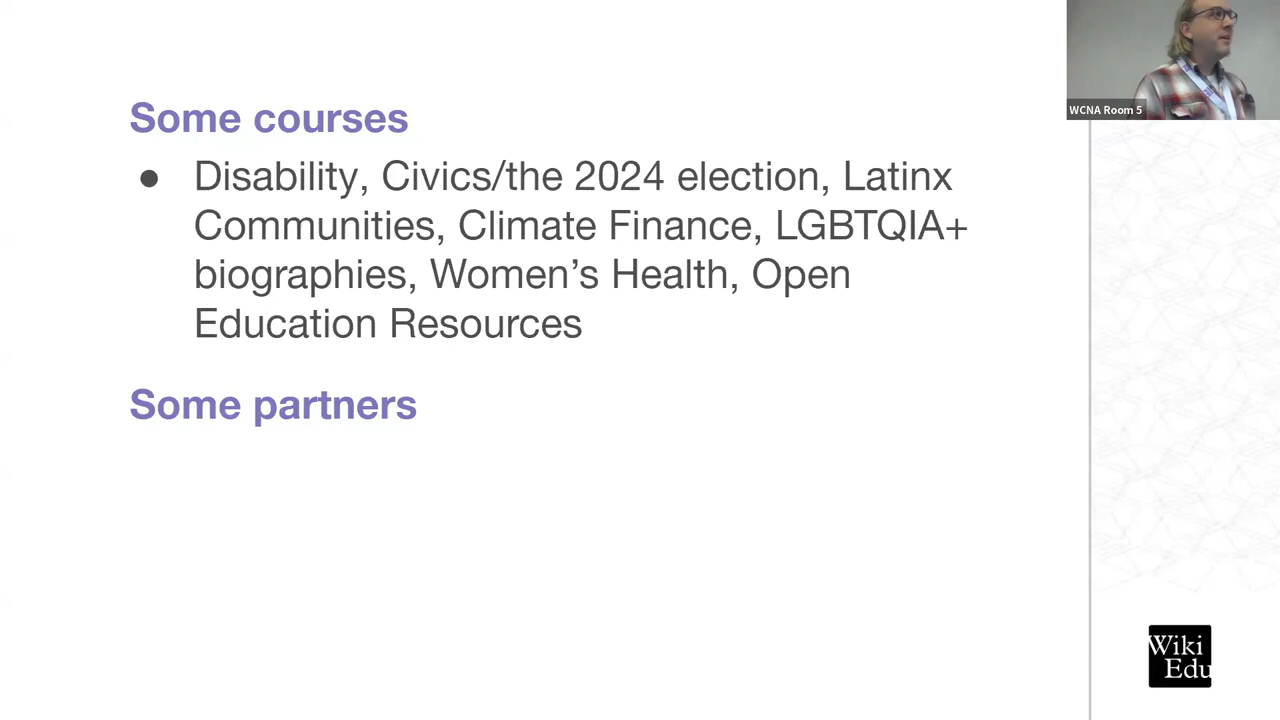 Some courses
● Disability, Civics/the 2024 election, Latinx
Communities, Climate Finance, LGBTQIA+
biographies, Women’s Health, Open
Education Resources
Some partners
WCNA Room 5
Wiki
Edu